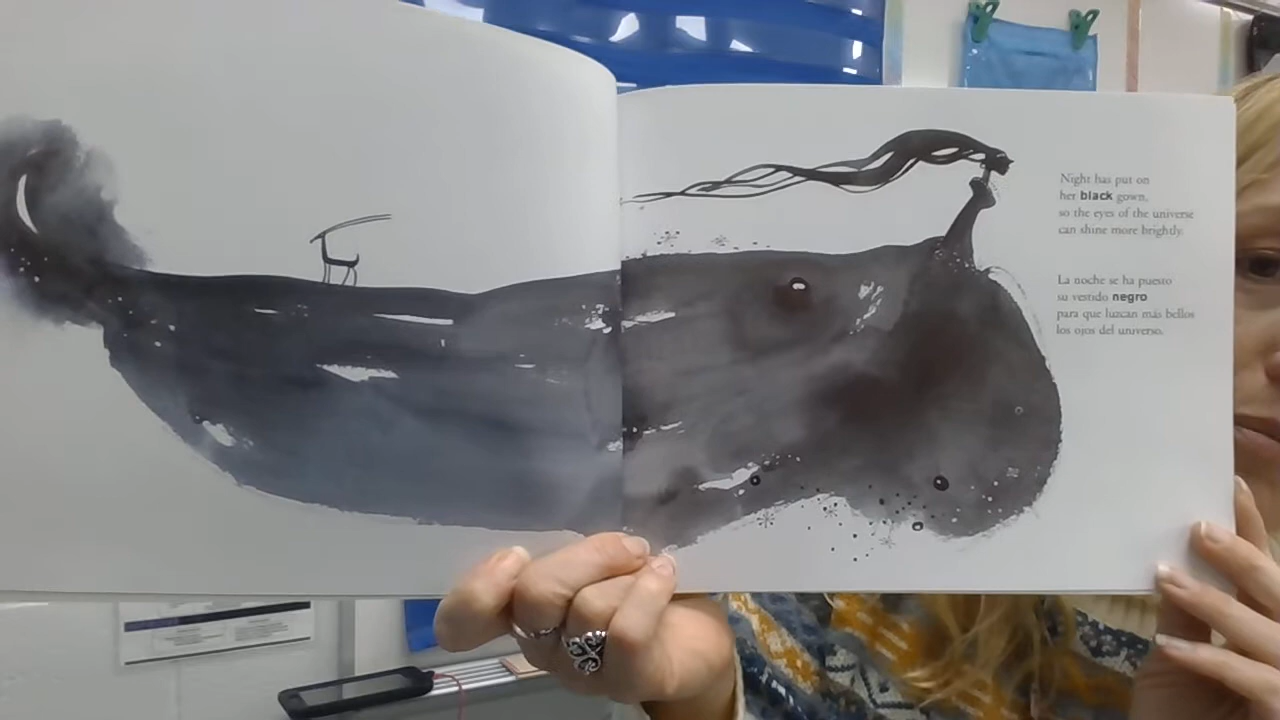 Night has put on
her black gown,
so the eyes of the universe
can shine more brightly.
La noche se ha puesto
su vestido negro
para que luzcan más bellos
los ojos del universo.